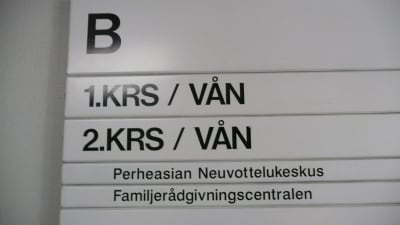 B
1.KRS / VÅN
2.KRS / VÅN
Perheasian Neuvottelukeskus
Familjerådgivningscentralen